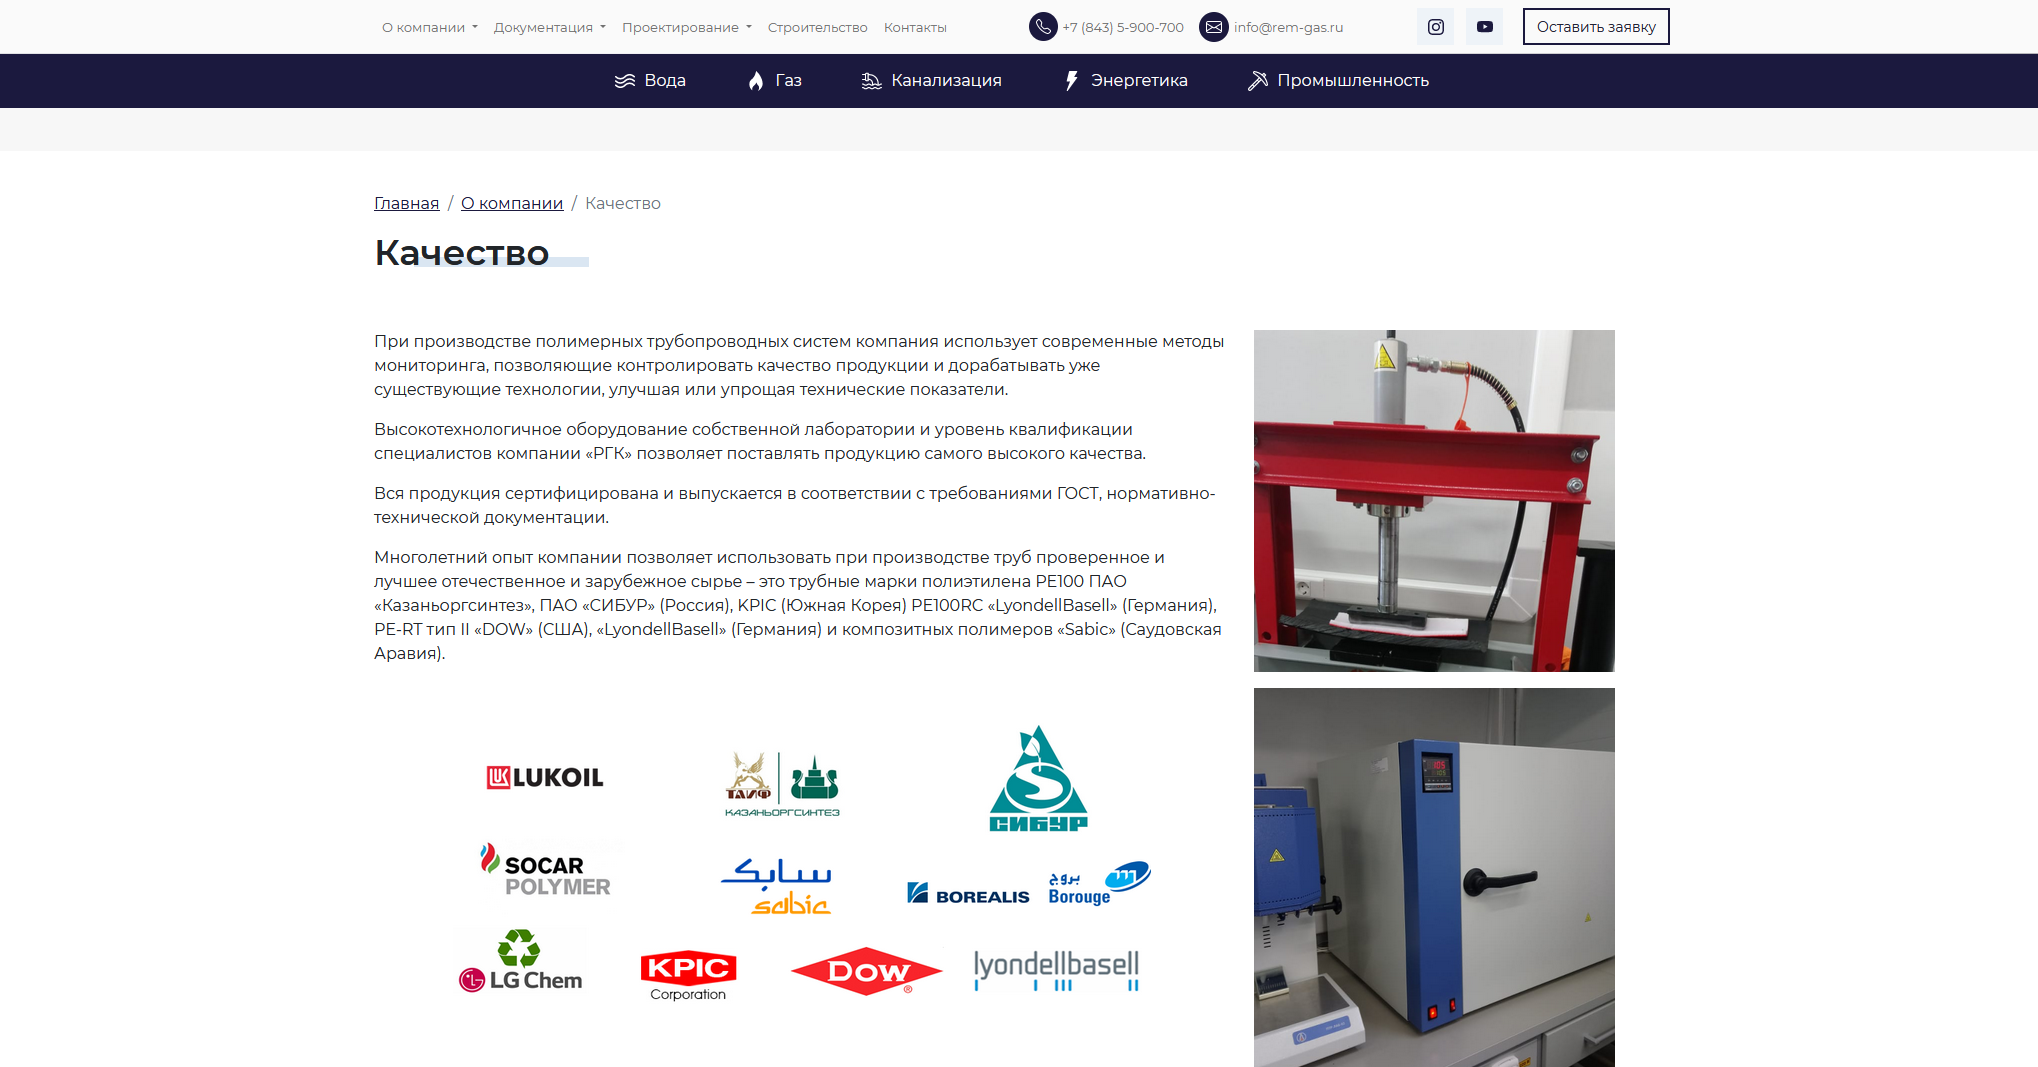 О компании
Документация
Проектирование
Строительство
Контакты
+7 (843) 5-900-700
info@rem-gas.ru
Оставить заявку
Вода
Газ
Канализация
Энергетика
Промышленность
Главная / О компании / Качество
Качество
При производстве полимерных трубопроводных систем компания использует современные методы
мониторинга, позволяющие контролировать качество продукции и дорабатывать уже
существующие технологии, улучшая или упрощая технические показатели.
Высокотехнологичное оборудование собственной лаборатории и уровень квалификации
специалистов компании «РГК» позволяет поставлять продукцию самого высокого качества.
Вся продукция сертифицирована и выпускается в соответствии с требованиями ГОСТ, нормативно-
технической документации.
Многолетний опыт компании позволяет использовать при производстве труб проверенное и
лучшее отечественное и зарубежное сырье – это трубные марки полиэтилена PE100 ПАО
«Казаньоргсинтез», ПАО «СИБУР» (Россия), KPIC (Южная Корея) PE100RC «LyondellBasell» (Германия),
PE-RT тип II «DOW» (США), «LyondellBasell» (Германия) и композитных полимеров «Sabic» (Саудовская
Аравия).
LUKOIL
ТАИФ
КАЗАНЬОРГСИНТЕЗ
СИБУР
SOCAR
POLYMER
سابك
sabic
BOREALIS
بروج
Borouge
LG Chem
KPIC
Corporation
DOW ®
lyondellbasell
105